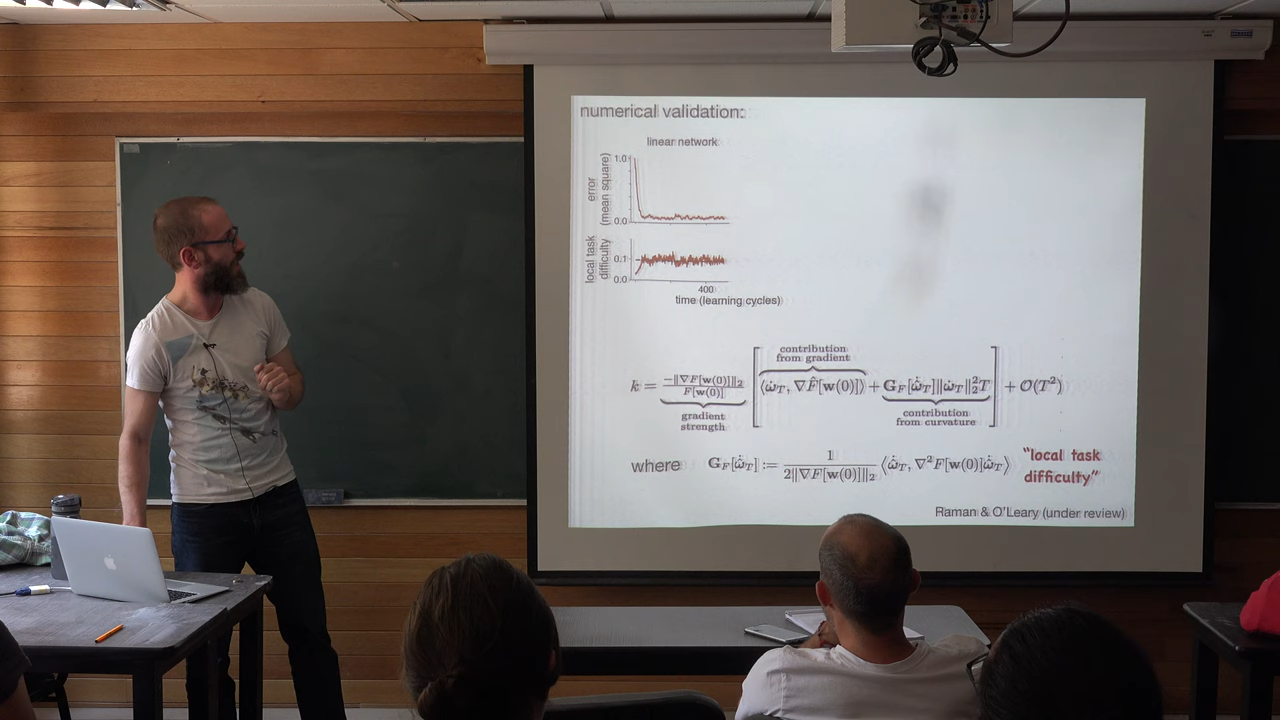 numerical validation:
linear network
error
(mean square)
1.0
0.0
local task
difficulty
0.1
0.0
400
time (learning cycles)
contribution
from gradient
k = -‖∇F[w(0)]‖₂ / F[w(0)] [ ⟨ω̇̂_T, ∇F̂[w(0)]⟩ + G_F[ω̇̂_T]‖ω̇_T‖₂² T ] + O(T²)
gradient
strength
contribution
from curvature
where G_F[ω̇̂_T] := 1 / 2‖∇F[w(0)]‖₂ ⟨ω̇̂_T, ∇²F[w(0)]ω̇̂_T⟩
"local task
difficulty"
Raman & O'Leary (under review)